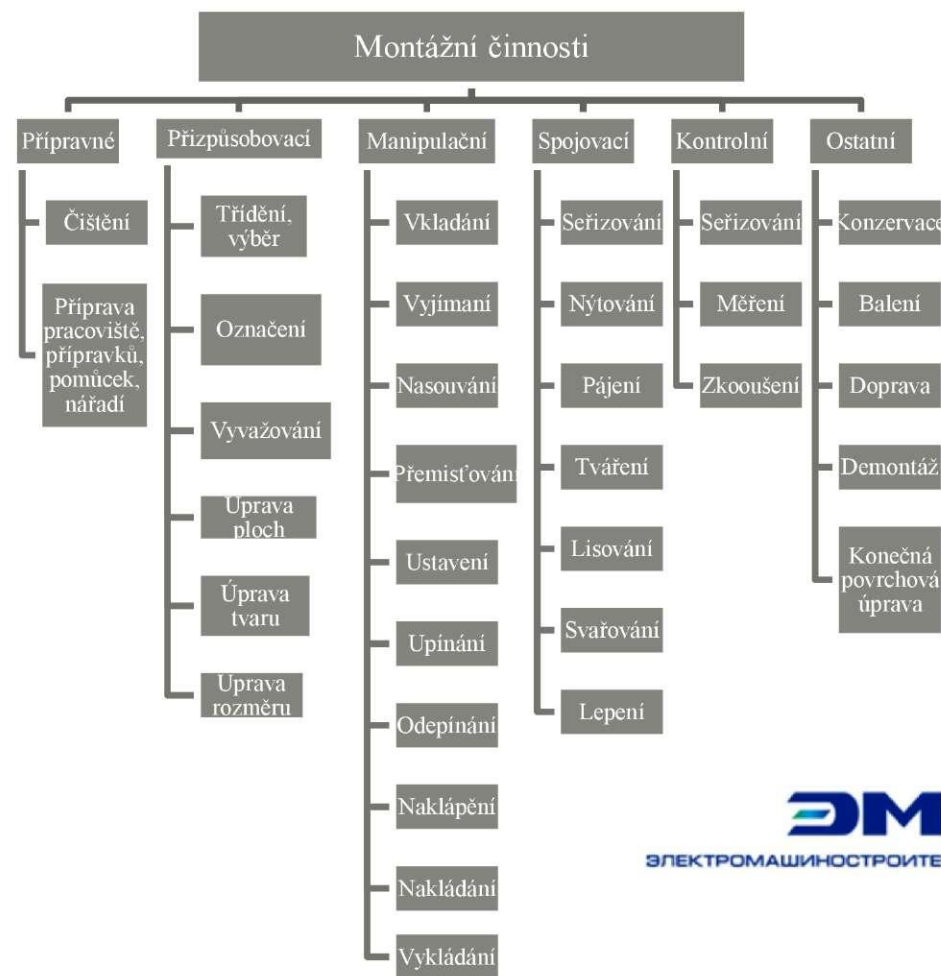 Montážní činnosti
Přípravné
Čištění
Příprava
pracoviště,
přípravků,
pomůcek,
nářadí
Přizpůsobovací
Třídění,
výběr
Označení
Vyvažování
Úprava
ploch
Úprava
tvaru
Úprava
rozměru
Manipulační
Vkladání
Vyjímaní
Nasouvání
Přemisťování
Ustavení
Upínání
Odepínání
Naklápění
Nakládání
Vykládání
Spojovací
Seřizování
Nýtování
Pájení
Tváření
Lisování
Svařování
Lepení
Kontrolní
Seřizování
Měření
Zkooušení
Ostatní
Konzervace
Balení
Doprava
Demontáž
Konečná
povrchová
úprava
ЭМ
ЭЛЕКТРОМАШИНОСТРОИТЕ